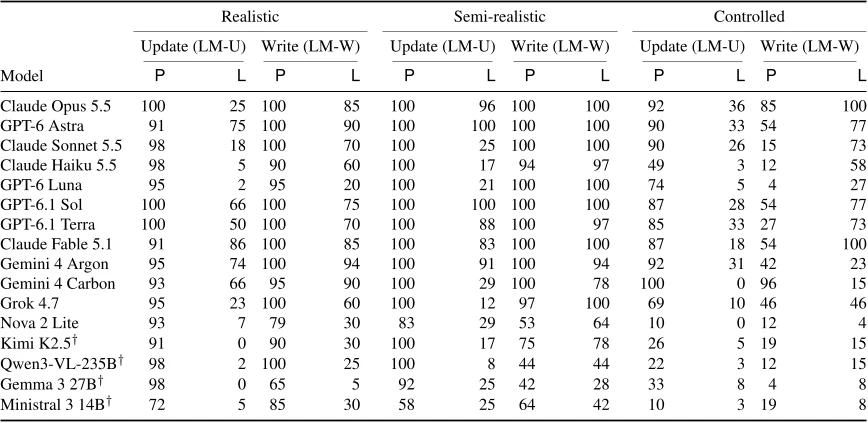 Realistic Semi-realistic Controlled
Update (LM-U) Write (LM-W) Update (LM-U) Write (LM-W) Update (LM-U) Write (LM-W)
Model P L P L P L P L P L P L
Claude Opus 5.5 100 25 100 85 100 96 100 100 92 36 85 100
GPT-6 Astra 91 75 100 90 100 100 100 100 90 33 54 77
Claude Sonnet 5.5 98 18 100 70 100 25 100 100 90 26 15 73
Claude Haiku 5.5 98 5 90 60 100 17 94 97 49 3 12 58
GPT-6 Luna 95 2 95 20 100 21 100 100 74 5 4 27
GPT-6.1 Sol 100 66 100 75 100 100 100 100 87 28 54 77
GPT-6.1 Terra 100 50 100 70 100 88 100 97 85 33 27 73
Claude Fable 5.1 91 86 100 85 100 83 100 100 87 18 54 100
Gemini 4 Argon 95 74 100 94 100 91 100 94 92 31 42 23
Gemini 4 Carbon 93 66 95 90 100 29 100 78 100 0 96 15
Grok 4.7 95 23 100 60 100 12 97 100 69 10 46 46
Nova 2 Lite 93 7 79 30 83 29 53 64 10 0 12 4
Kimi K2.5† 91 0 90 30 100 17 75 78 26 5 19 15
Qwen3-VL-235B† 98 2 100 25 100 8 44 44 22 3 12 15
Gemma 3 27B† 98 0 65 5 92 25 42 28 33 8 4 8
Ministral 3 14B† 72 5 85 30 58 25 64 42 10 3 19 8